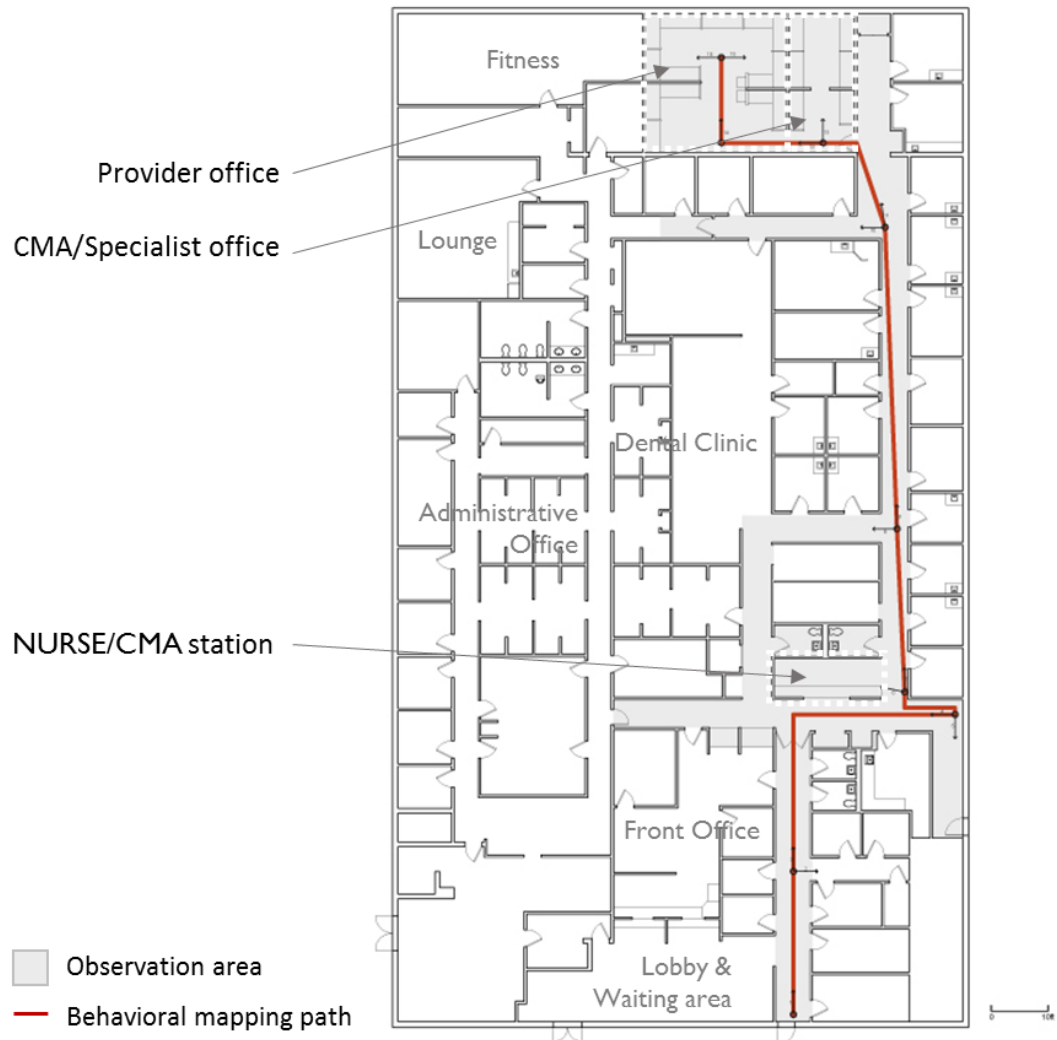 Fitness
Provider office
CMA/Specialist office
Lounge
Dental Clinic
Administrative
Office
NURSE/CMA station
Front Office
Observation area
Lobby &
Waiting area
Behavioral mapping path
0